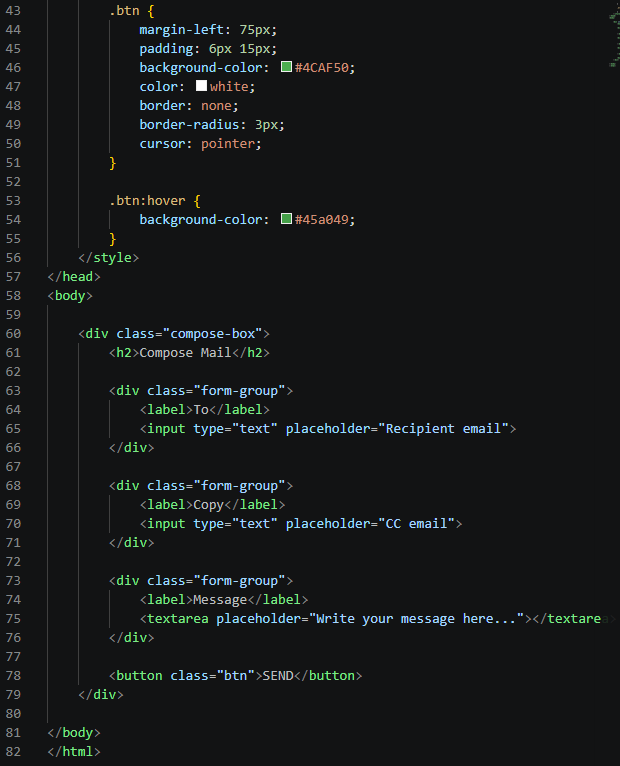 43 .btn {
44 margin-left: 75px;
45 padding: 6px 15px;
46 background-color: #4CAF50;
47 color: white;
48 border: none;
49 border-radius: 3px;
50 cursor: pointer;
51 }
52
53 .btn:hover {
54 background-color: #45a049;
55 }
56 </style>
57 </head>
58 <body>
59
60 <div class="compose-box">
61 <h2>Compose Mail</h2>
62
63 <div class="form-group">
64 <label>To</label>
65 <input type="text" placeholder="Recipient email">
66 </div>
67
68 <div class="form-group">
69 <label>Copy</label>
70 <input type="text" placeholder="CC email">
71 </div>
72
73 <div class="form-group">
74 <label>Message</label>
75 <textarea placeholder="Write your message here..."></textarea>
76 </div>
77
78 <button class="btn">SEND</button>
79 </div>
80
81 </body>
82 </html>